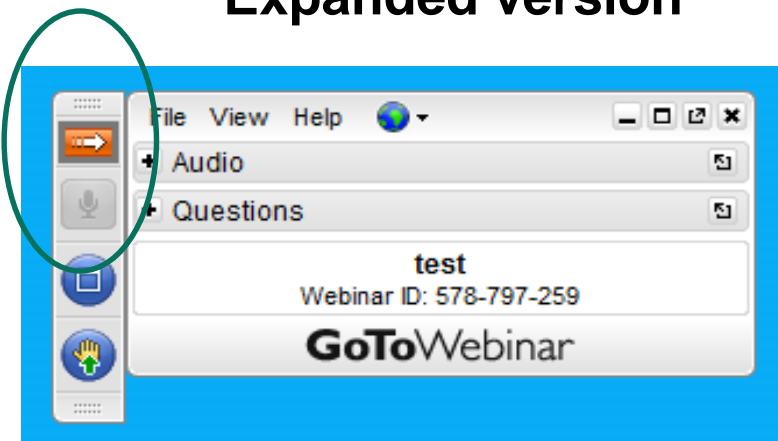 Expanded version
File View Help
Audio
Questions
test
Webinar ID: 578-797-259
GoToWebinar